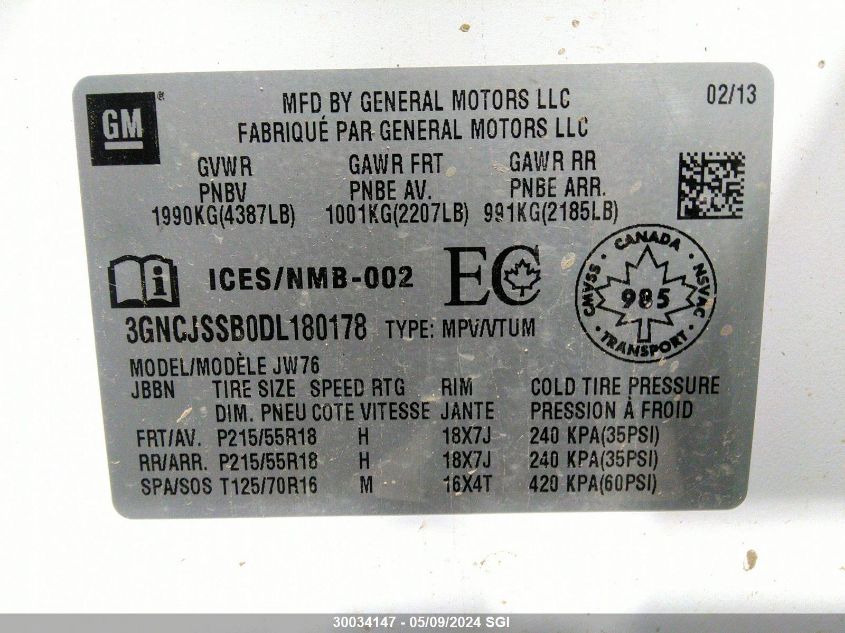 GM ®
MFD BY GENERAL MOTORS LLC
02/13
FABRIQUÉ PAR GENERAL MOTORS LLC
GVWR GAWR FRT GAWR RR
PNBV PNBE AV. PNBE ARR.
1990KG(4387LB) 1001KG(2207LB) 991KG(2185LB)
i ICES/NMB-002 EC
CANADA
CMVSS 985 NSVAC
TRANSPORT
3GNCJSSB0DL180178 TYPE: MPV/VTUM
MODEL/MODÈLE JW76
JBBN TIRE SIZE SPEED RTG RIM COLD TIRE PRESSURE
DIM. PNEU COTE VITESSE JANTE PRESSION À FROID
FRT/AV. P215/55R18 H 18X7J 240 KPA(35PSI)
RR/ARR. P215/55R18 H 18X7J 240 KPA(35PSI)
SPA/SOS T125/70R16 M 16X4T 420 KPA(60PSI)
30034147 - 05/09/2024 SGI